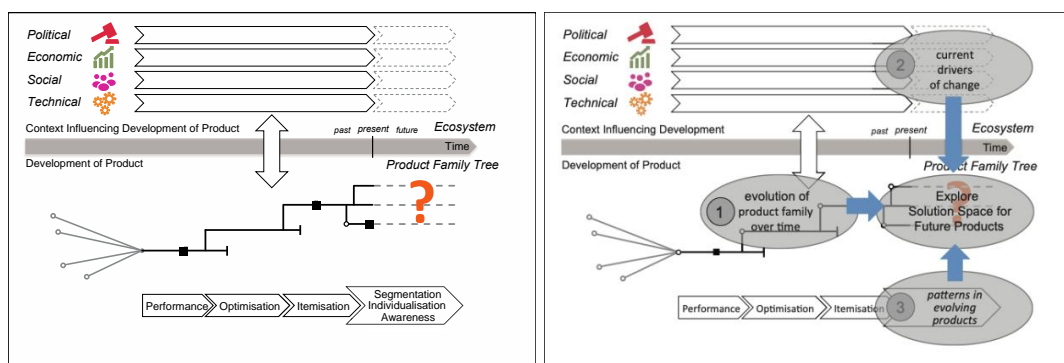 Political
Economic
Social
Technical
Context Influencing Development of Product
past present future
Ecosystem
Time
Development of Product
Product Family Tree
?
Performance
Optimisation
Itemisation
Segmentation
Individualisation
Awareness
Political
Economic
Social
Technical
2
current
drivers
of change
Context Influencing Development
past present
Ecosystem
Time
Development of Product
Product Family Tree
1
evolution of
product family
over time
?
Explore
Solution Space for
Future Products
Performance
Optimisation
Itemisation
3
patterns in
evolving
products